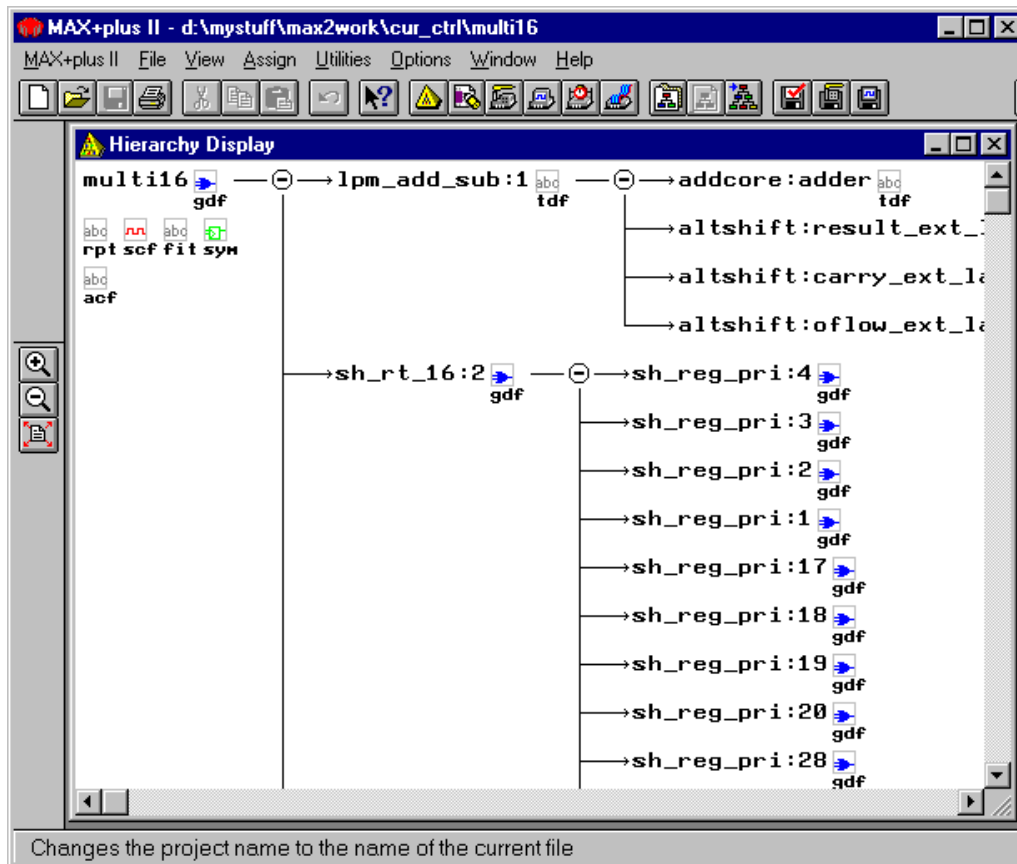 MAX+plus II - d:\mystuff\max2work\cur_ctrl\multi16
MAX+plus II File View Assign Utilities Options Window Help
Hierarchy Display
multi16 gdf
rpt scf fit sym
acf
lpm_add_sub:1 tdf
addcore:adder tdf
altshift:result_ext_l
altshift:carry_ext_la
altshift:oflow_ext_la
sh_rt_16:2 gdf
sh_reg_pri:4 gdf
sh_reg_pri:3 gdf
sh_reg_pri:2 gdf
sh_reg_pri:1 gdf
sh_reg_pri:17 gdf
sh_reg_pri:18 gdf
sh_reg_pri:19 gdf
sh_reg_pri:20 gdf
sh_reg_pri:28 gdf
Changes the project name to the name of the current file